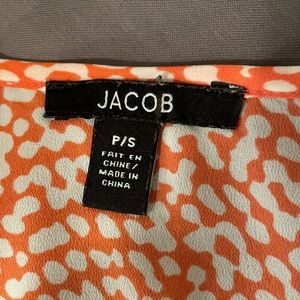 JACOB
P/S
FAIT EN
CHINE/
MADE IN
CHINA